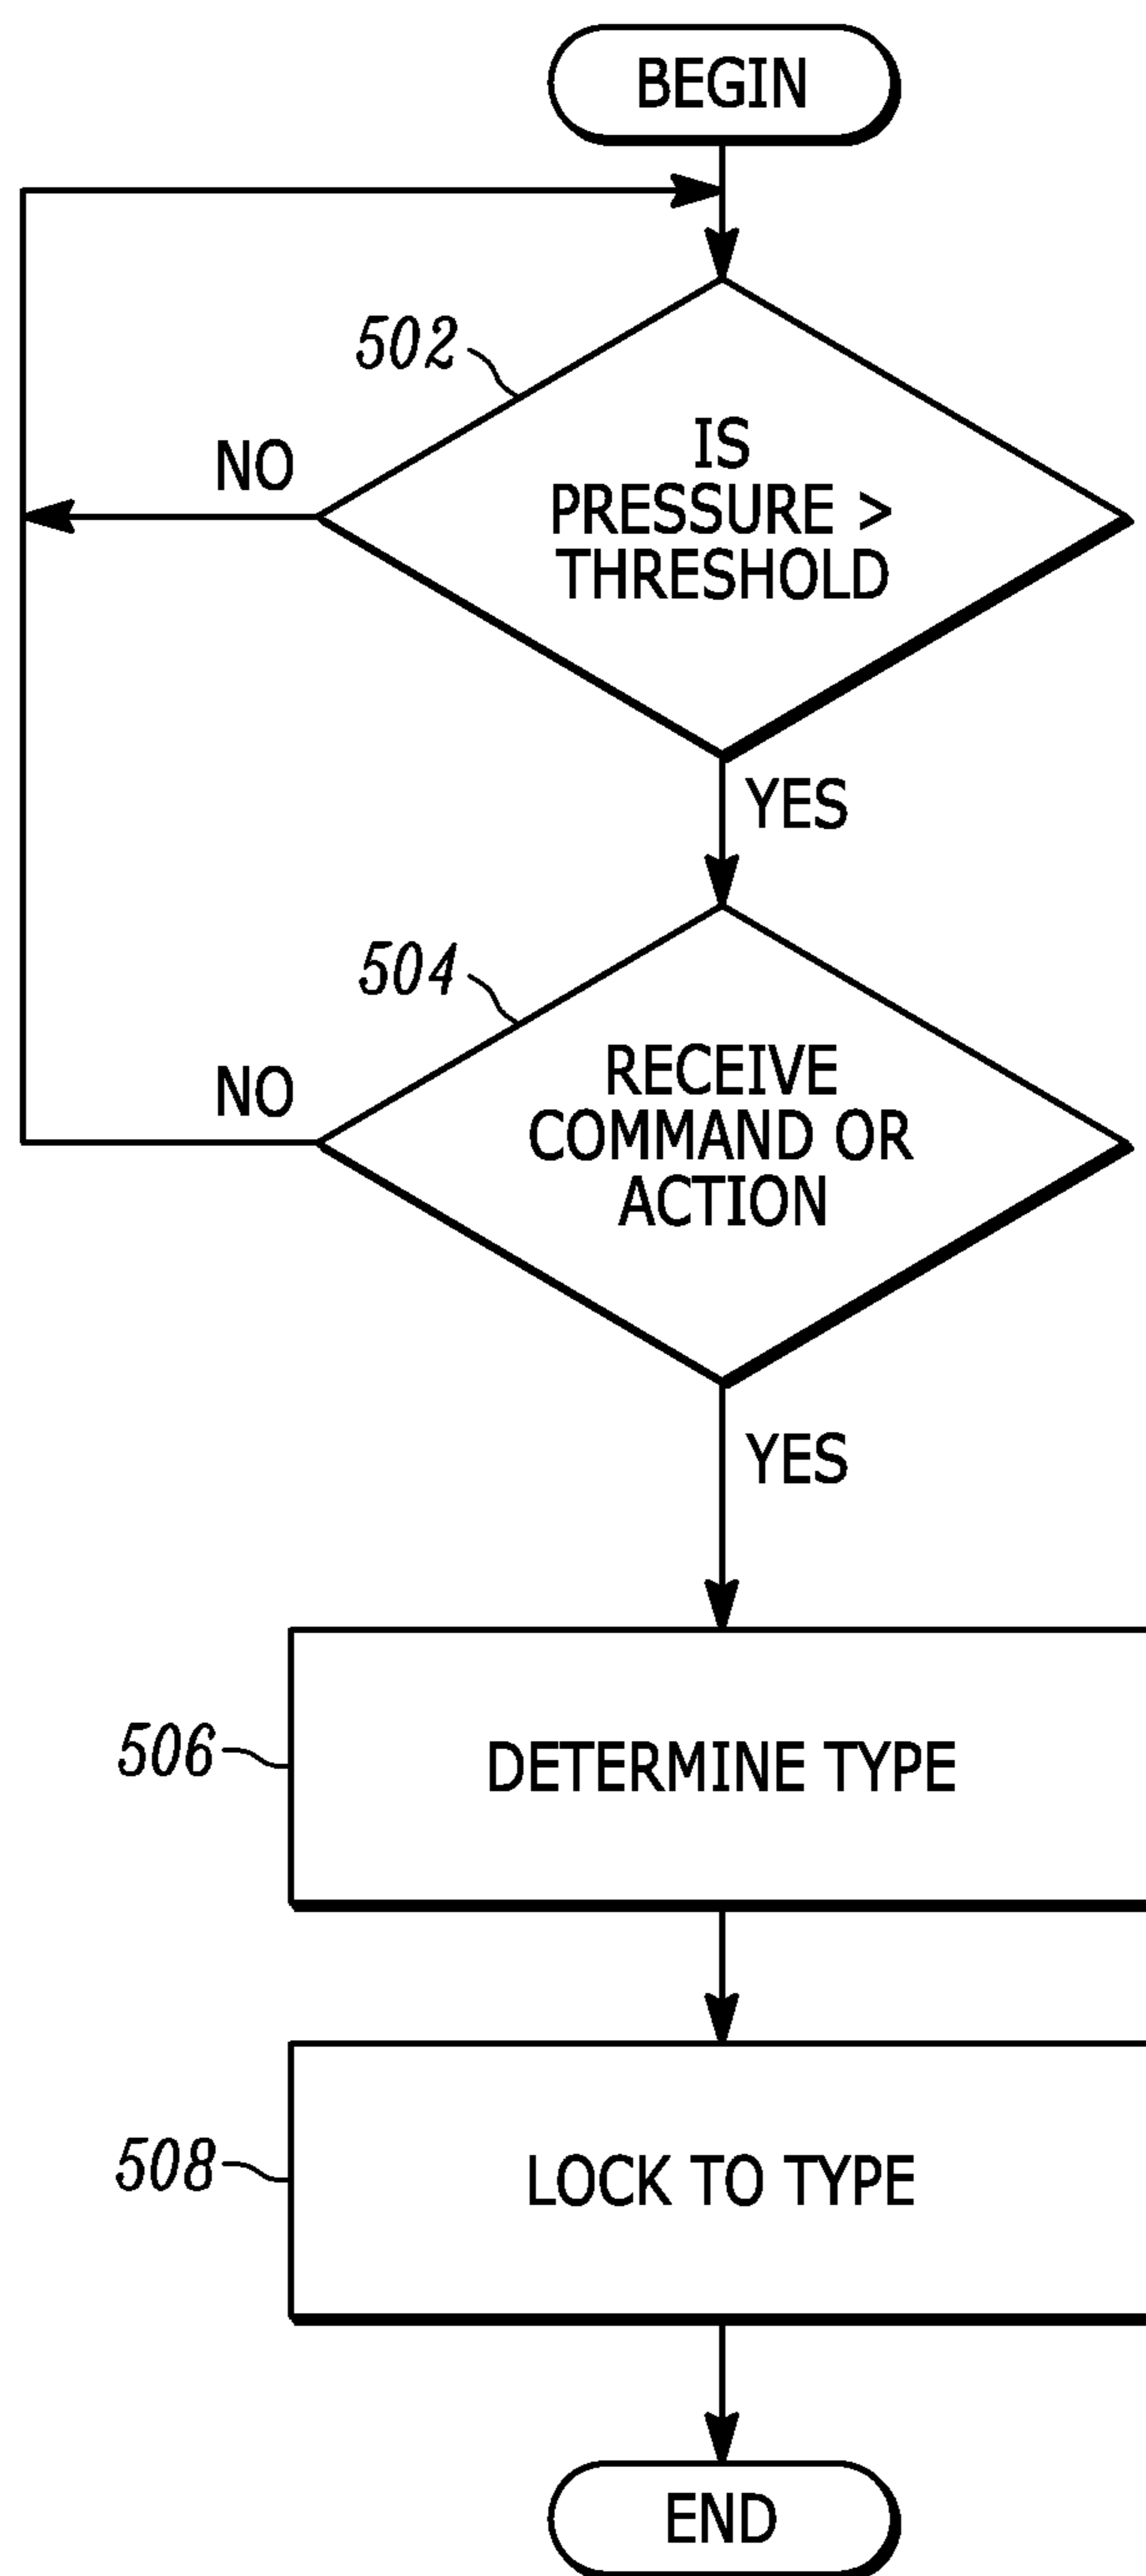 BEGIN
502
NO
IS
PRESSURE >
THRESHOLD
YES
504
NO
RECEIVE
COMMAND OR
ACTION
YES
506
DETERMINE TYPE
508
LOCK TO TYPE
END